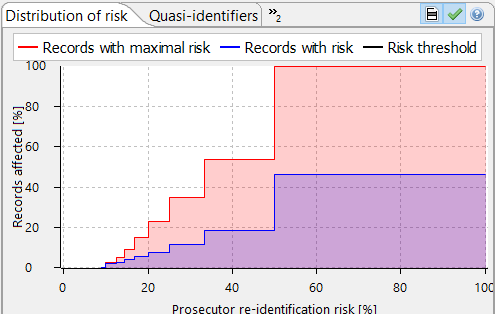 Distribution of risk Quasi-identifiers »2
Records with maximal risk Records with risk Risk threshold
100
80
60
40
20
0
Records affected [%]
0 20 40 60 80 100
Prosecutor re-identification risk [%]